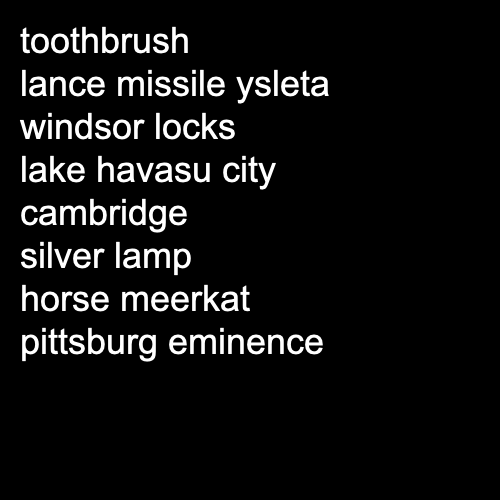 toothbrush
lance missile ysleta
windsor locks
lake havasu city
cambridge
silver lamp
horse meerkat
pittsburg eminence